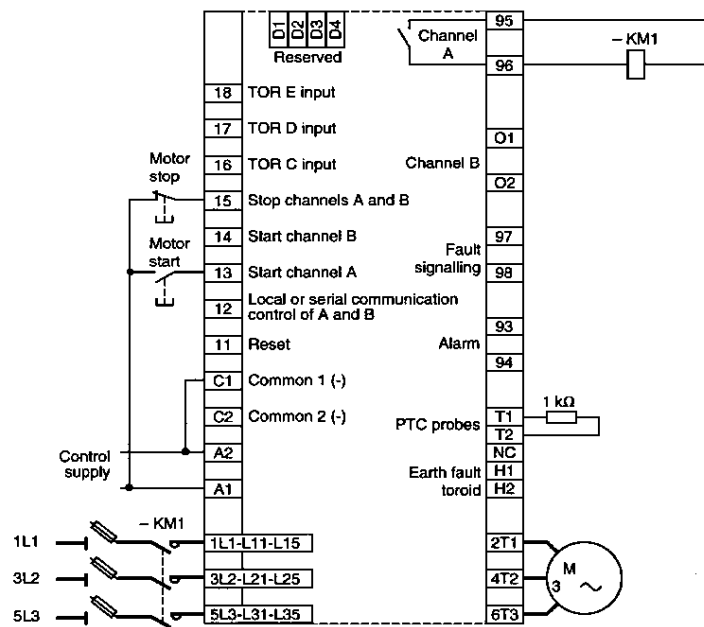 D1 D2 D3 D4
Reserved
Channel
A
95
96
– KM1
18 TOR E input
17 TOR D input
16 TOR C input
Motor
stop
15 Stop channels A and B
14 Start channel B
Motor
start
13 Start channel A
12 Local or serial communication
control of A and B
11 Reset
C1 Common 1 (-)
C2 Common 2 (-)
Control
supply
A2
A1
O1
Channel B
O2
97
Fault
signalling
98
93
Alarm
94
PTC probes
T1
T2
1 kΩ
NC
Earth fault
toroid
H1
H2
– KM1
1L1 1L1-L11-L15 2T1
3L2 3L2-L21-L25 4T2
5L3 5L3-L31-L35 6T3
M
3